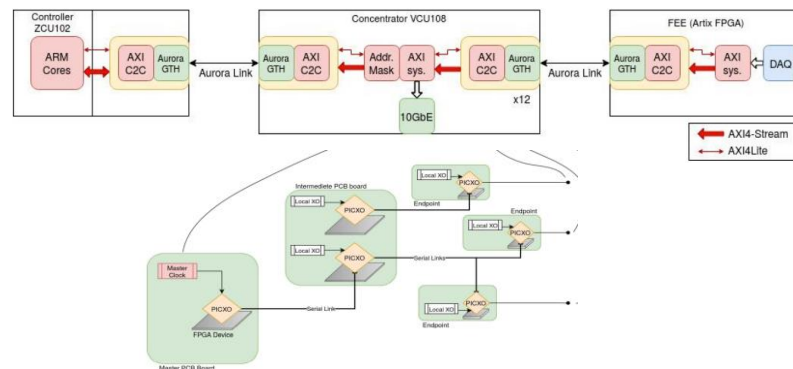 Controller
ZCU102
Concentrator VCU108
FEE (Artix FPGA)
ARM
Cores
AXI
C2C
Aurora
GTH
Aurora Link
Aurora
GTH
AXI
C2C
Addr.
Mask
AXI
sys.
AXI
C2C
Aurora
GTH
x12
10GbE
Aurora Link
Aurora
GTH
AXI
C2C
AXI
sys.
DAQ
AXI4-Stream
AXI4Lite
Intermediete PCB board
Local XO
PICXO
Local XO
PICXO
Local XO
PICXO
Endpoint
Endpoint
Local XO
PICXO
Serial Links
PICXO
Local XO
Endpoint
Master
Clock
PICXO
FPGA Device
Serial Link
Master PCB Board